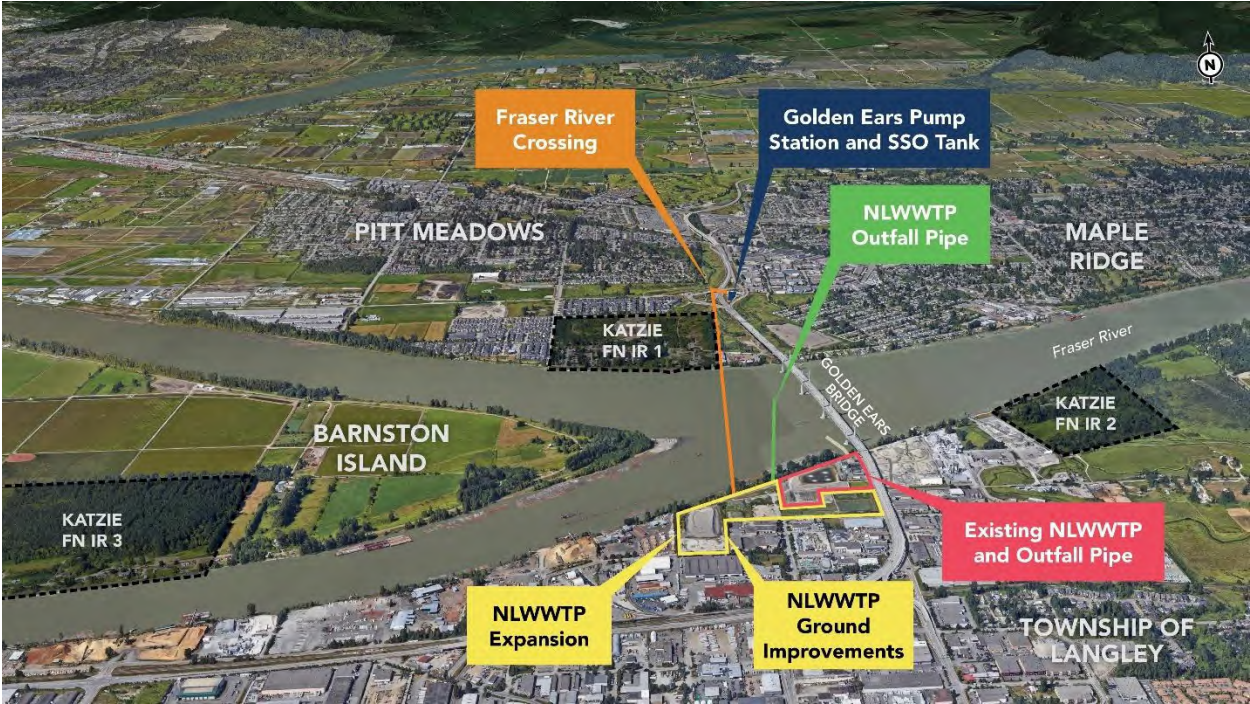 N
Fraser River
Crossing
Golden Ears Pump
Station and SSO Tank
NLWWTP
Outfall Pipe
PITT MEADOWS
MAPLE
RIDGE
KATZIE
FN IR 1
Fraser River
GOLDEN EARS
BRIDGE
KATZIE
FN IR 2
BARNSTON
ISLAND
KATZIE
FN IR 3
Existing NLWWTP
and Outfall Pipe
NLWWTP
Expansion
NLWWTP
Ground
Improvements
TOWNSHIP OF
LANGLEY